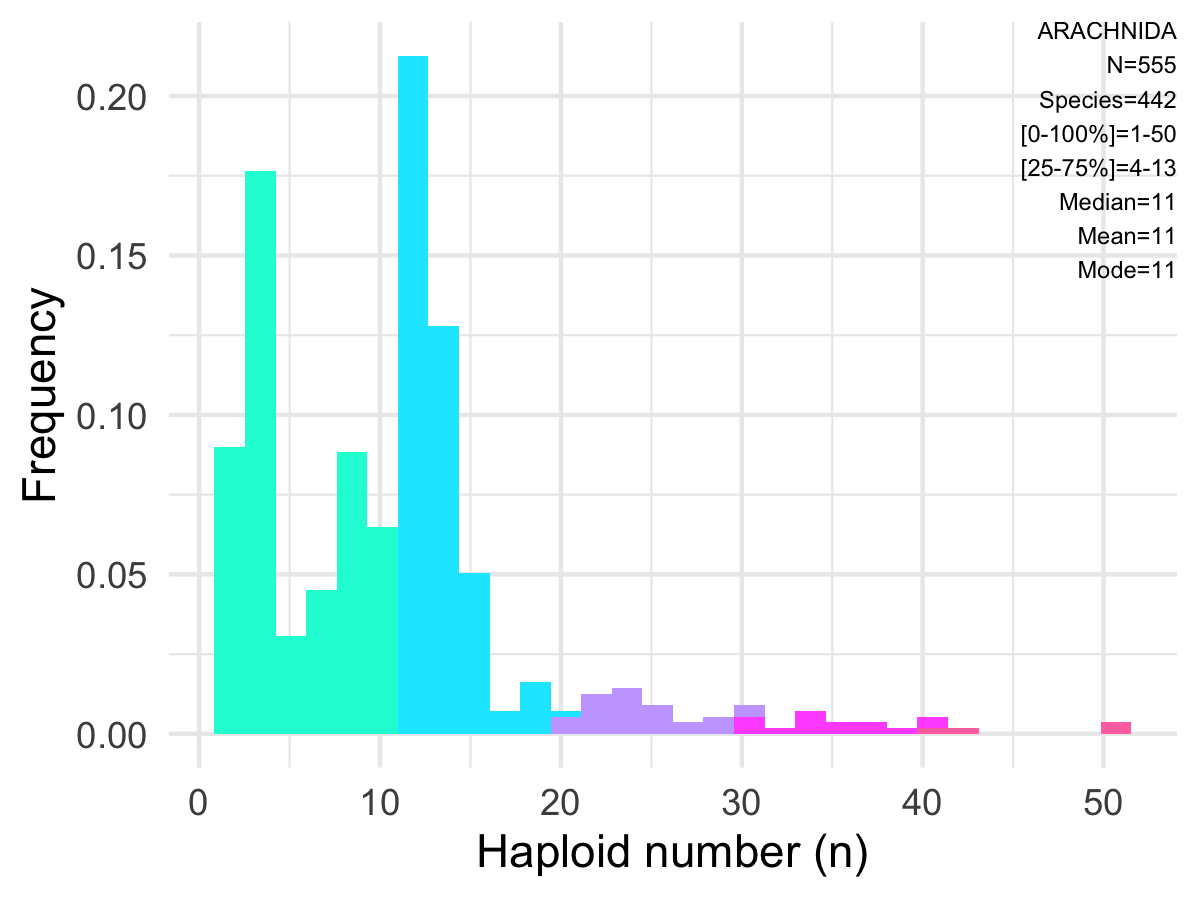 ARACHNIDA
N=555
Species=442
[0-100%]=1-50
[25-75%]=4-13
Median=11
Mean=11
Mode=11
0.20
0.15
0.10
0.05
0.00
Frequency
0 10 20 30 40 50
Haploid number (n)